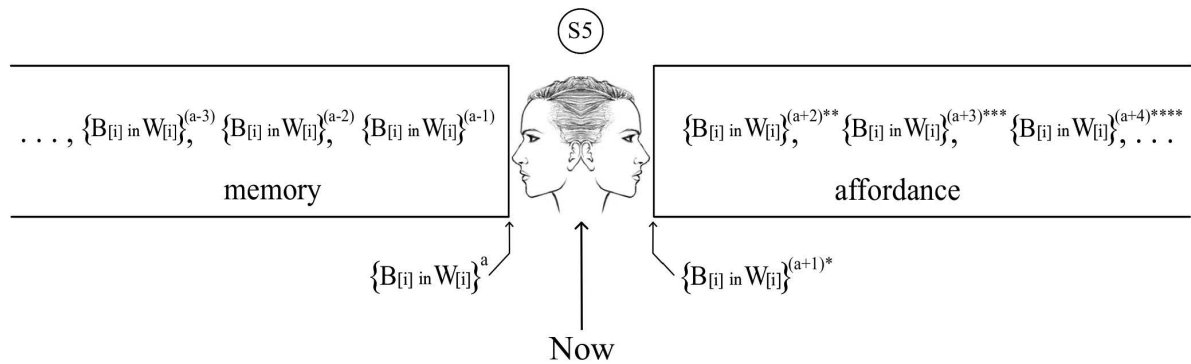 S5
. . . , {B[i] in W[i]}(a-3), {B[i] in W[i]}(a-2), {B[i] in W[i]}(a-1) {B[i] in W[i]}(a+2)**, {B[i] in W[i]}(a+3)***, {B[i] in W[i]}(a+4)****, . . .
memory affordance
{B[i] in W[i]}a {B[i] in W[i]}(a+1)*
Now